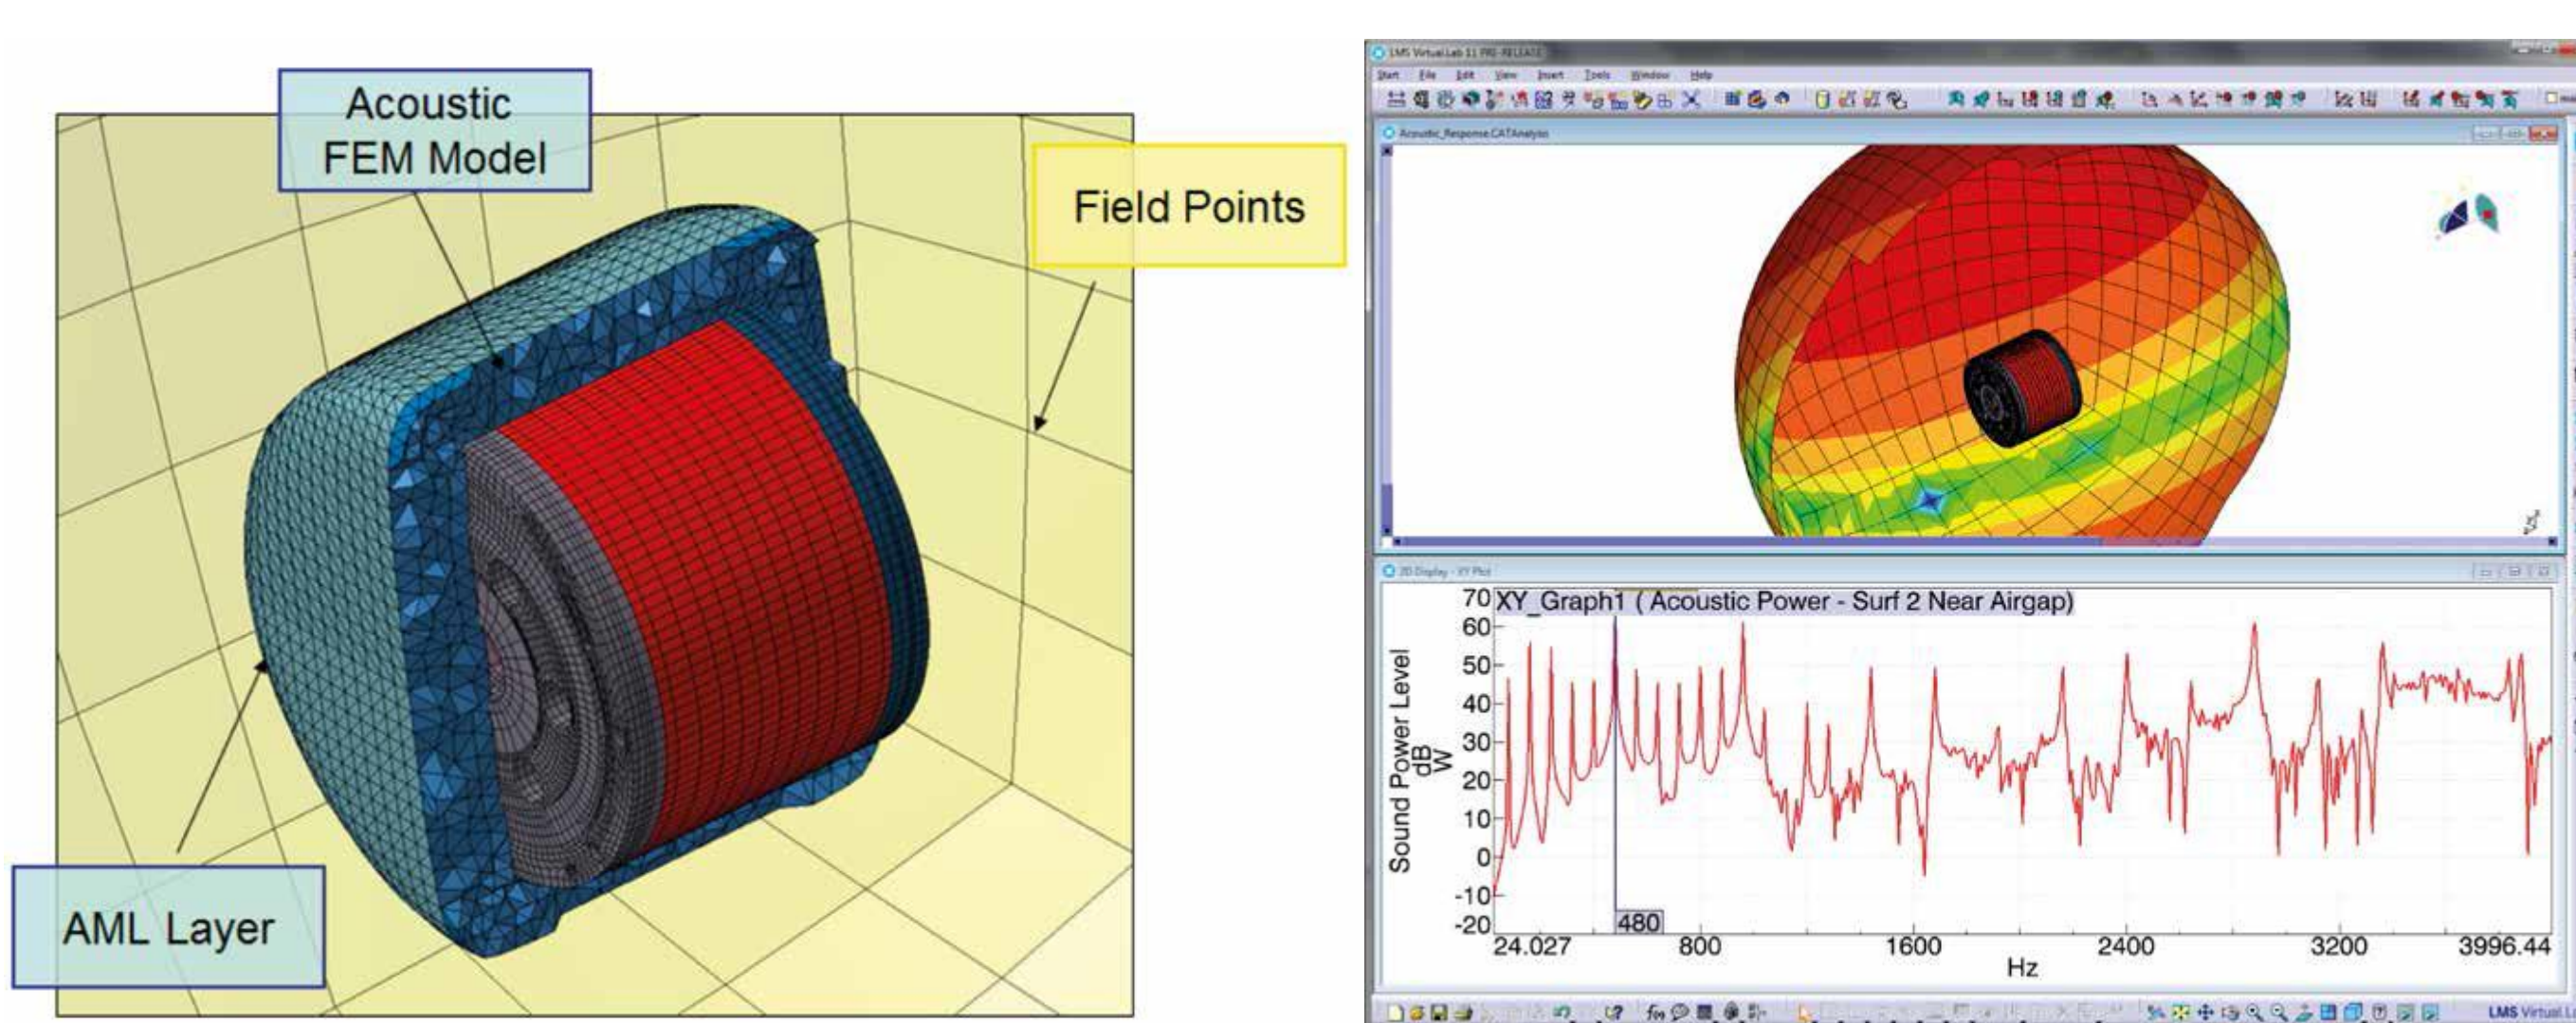 Acoustic
FEM Model
Field Points
AML Layer
LMS Virtual.Lab 11 PRE-RELEASE
Start File Edit View Insert Tools Window Help
Acoustic_Response.CATAnalysis
2D Display - XY Plot
XY_Graph1 ( Acoustic Power - Surf 2 Near Airgap)
70
60
50
40
30
20
10
0
-10
-20
Sound Power Level
dB
W
480
24.027 800 1600 2400 3200 3996.44
Hz
LMS Virtual.L